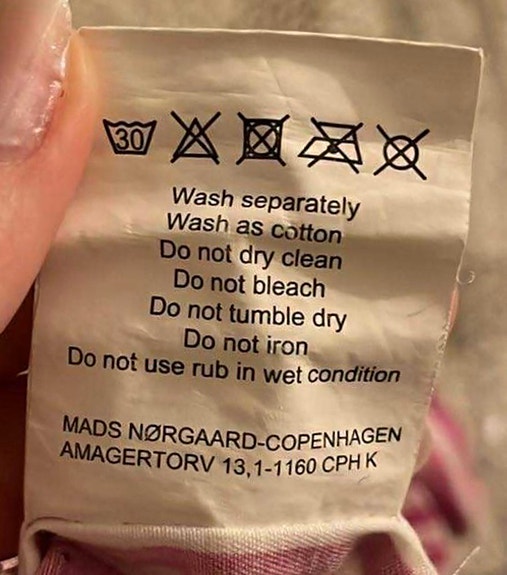 30
Wash separately
Wash as cotton
Do not dry clean
Do not bleach
Do not tumble dry
Do not iron
Do not use rub in wet condition
MADS NØRGAARD-COPENHAGEN
AMAGERTORV 13,1-1160 CPH K